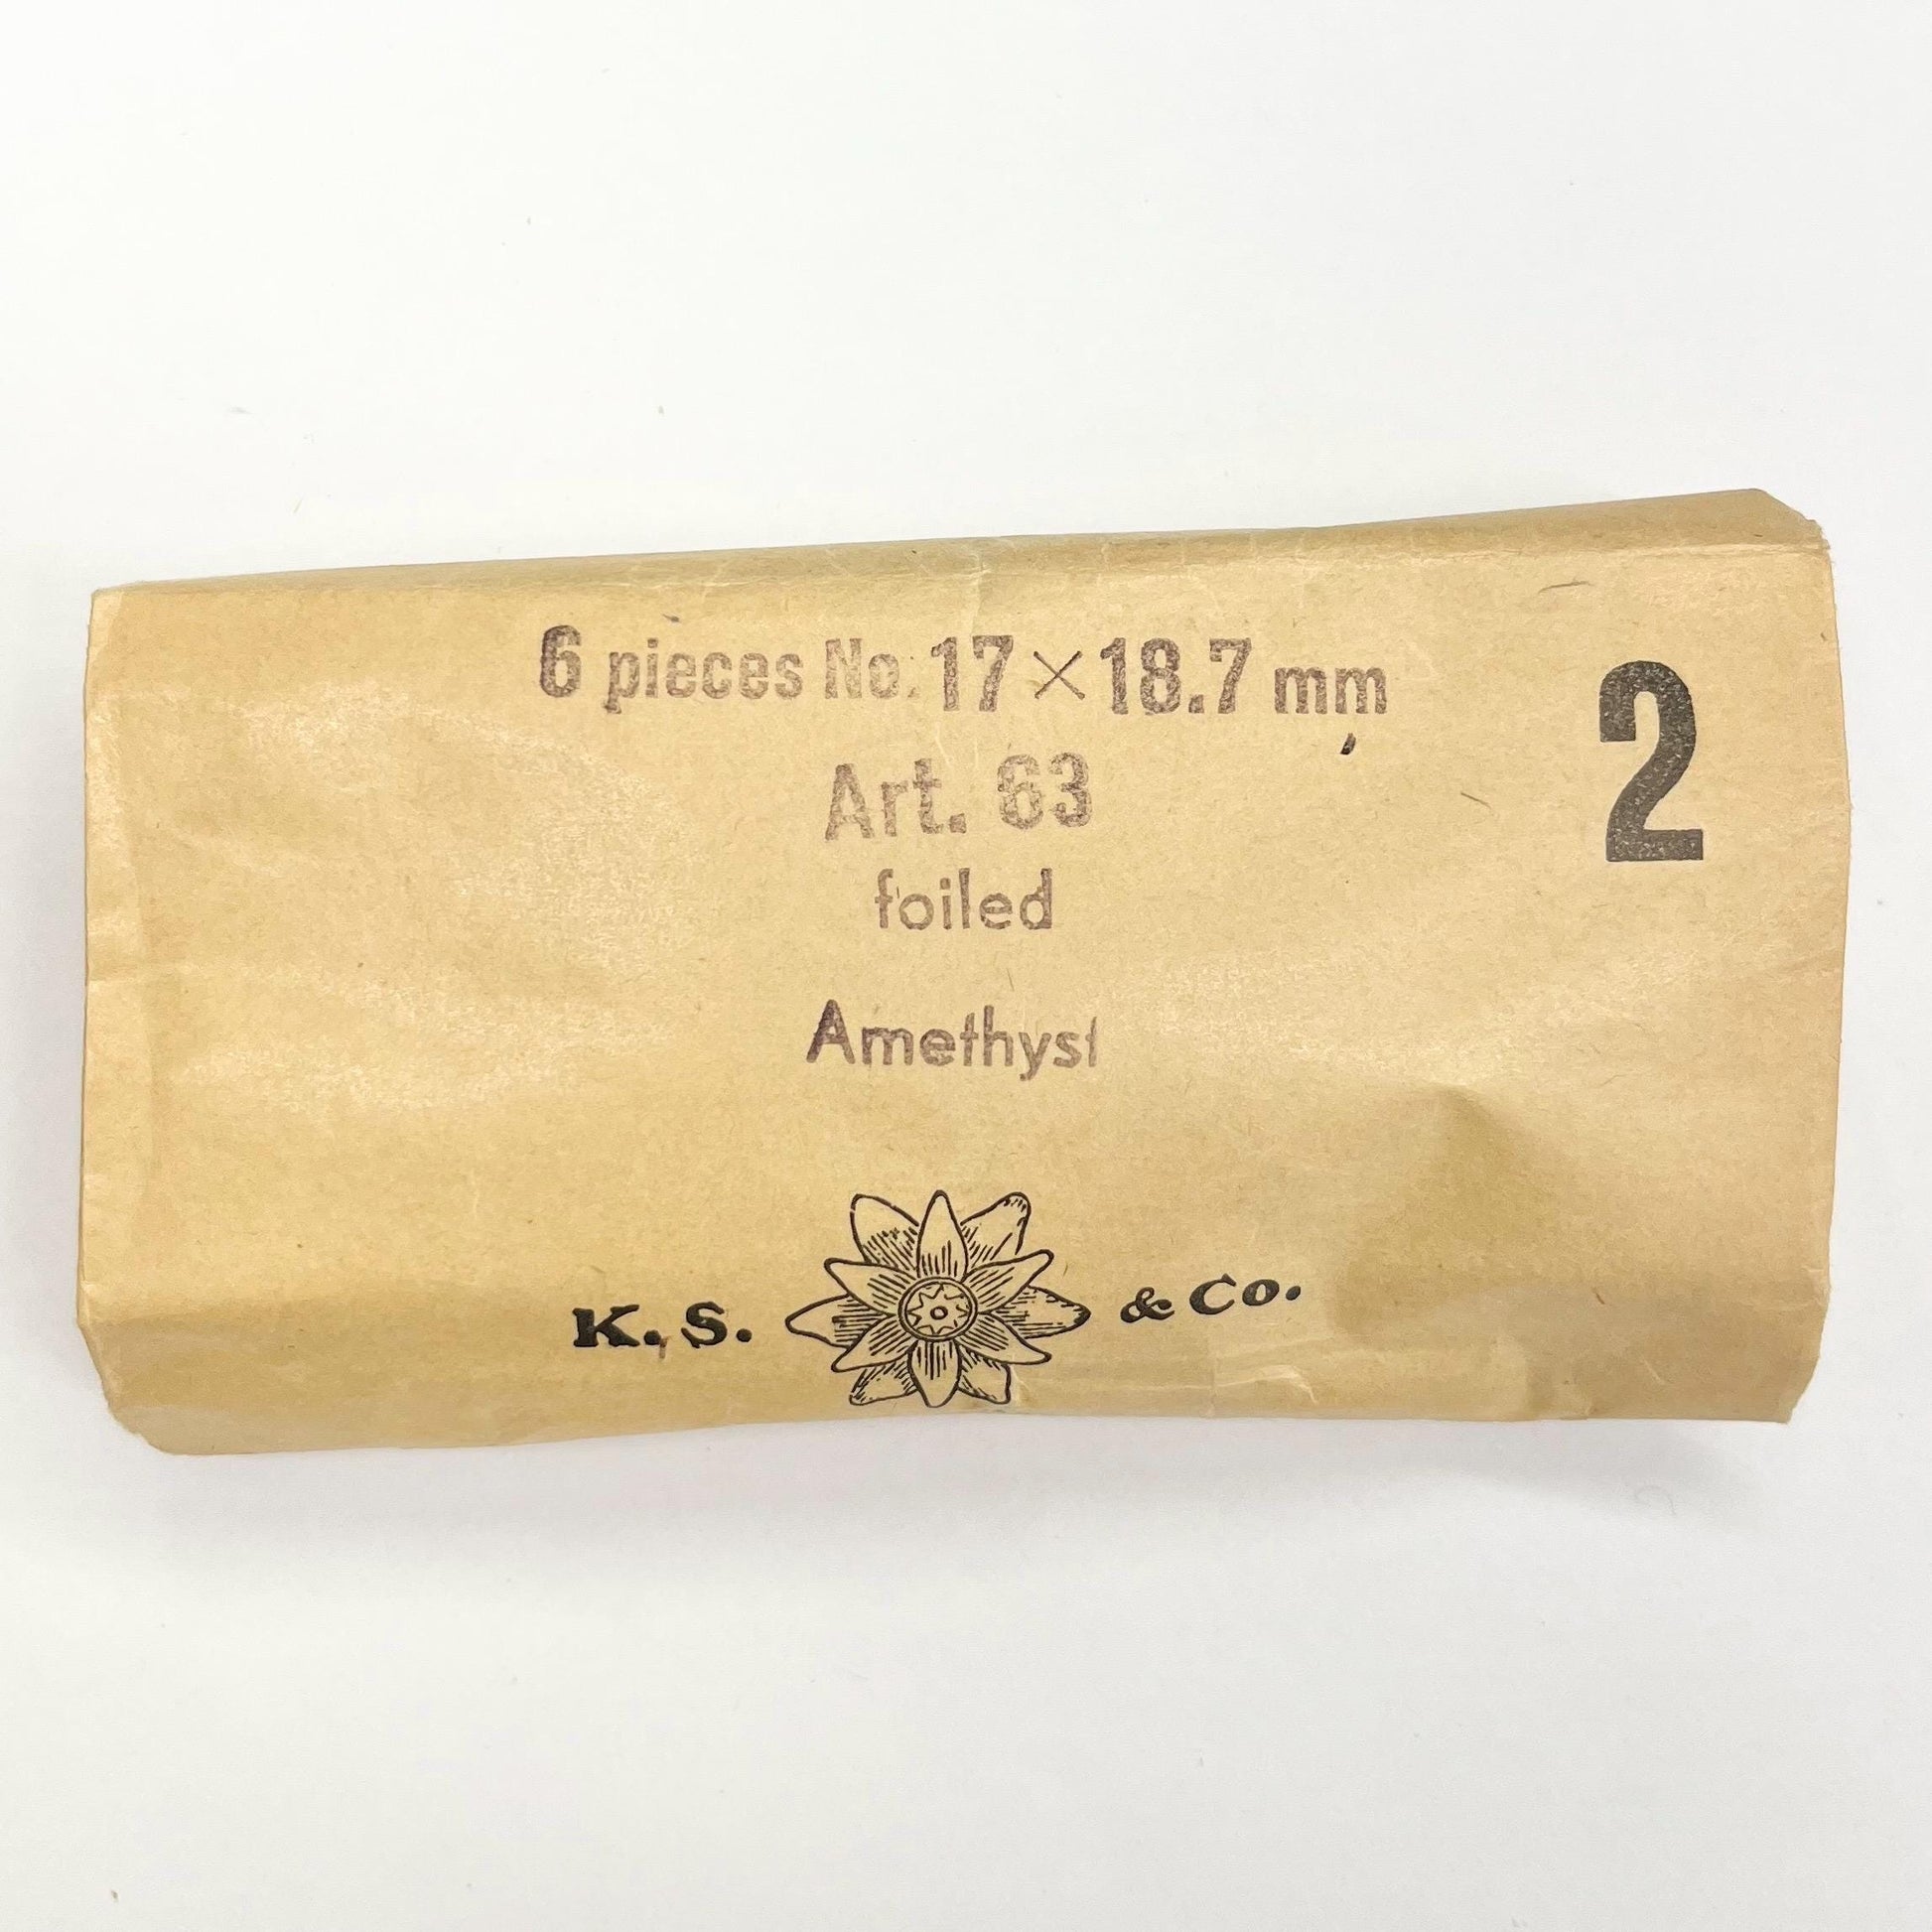 6 pieces No. 17×18.7 mm
2
Art. 63
foiled
Amethyst
K. S. & Co.